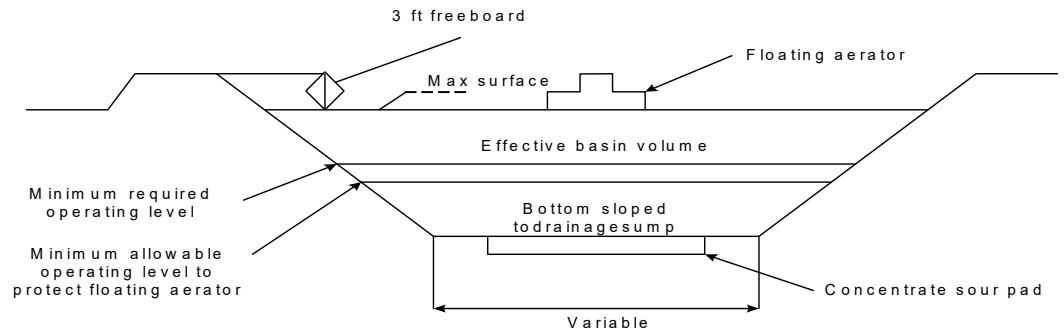 3 ft freeboard
Floating aerator
Max surface
Effective basin volume
Minimum required
operating level
Bottom sloped
todrainagesump
Minimum allowable
operating level to
protect floating aerator
Concentrate sour pad
Variable